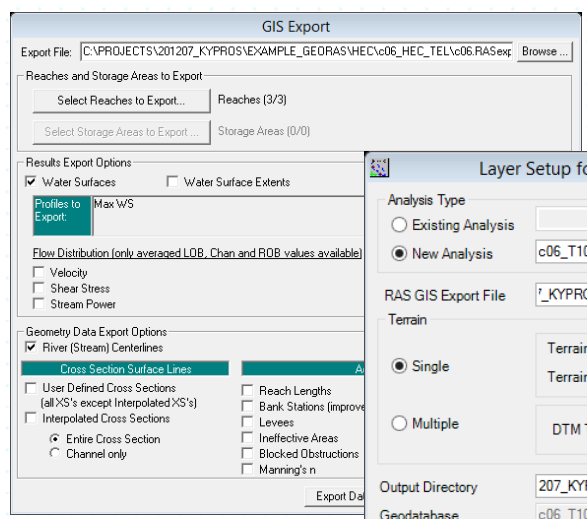 GIS Export
Export File: C:\PROJECTS\201207_KYPROS\EXAMPLE_GEORAS\HEC\c06_HEC_TEL\c06.RASexp Browse ...
Reaches and Storage Areas to Export
Select Reaches to Export... Reaches (3/3)
Select Storage Areas to Export ... Storage Areas (0/0)
Results Export Options
Water Surfaces Water Surface Extents
Profiles to Export: Max WS
Flow Distribution (only averaged LOB, Chan and ROB values available)
Velocity
Shear Stress
Stream Power
Geometry Data Export Options
River (Stream) Centerlines
Cross Section Surface Lines A
User Defined Cross Sections
(all XS's except Interpolated XS's)
Interpolated Cross Sections
Entire Cross Section
Channel only
Reach Lengths
Bank Stations (improve
Levees
Ineffective Areas
Blocked Obstructions
Manning's n
Export Dat
Layer Setup fo
Analysis Type
Existing Analysis
New Analysis c06_T10
RAS GIS Export File _KYPRO
Terrain
Single
Terrain
Terrain
Multiple DTM T
Output Directory 207_KYP
Geodatabase c06_T10